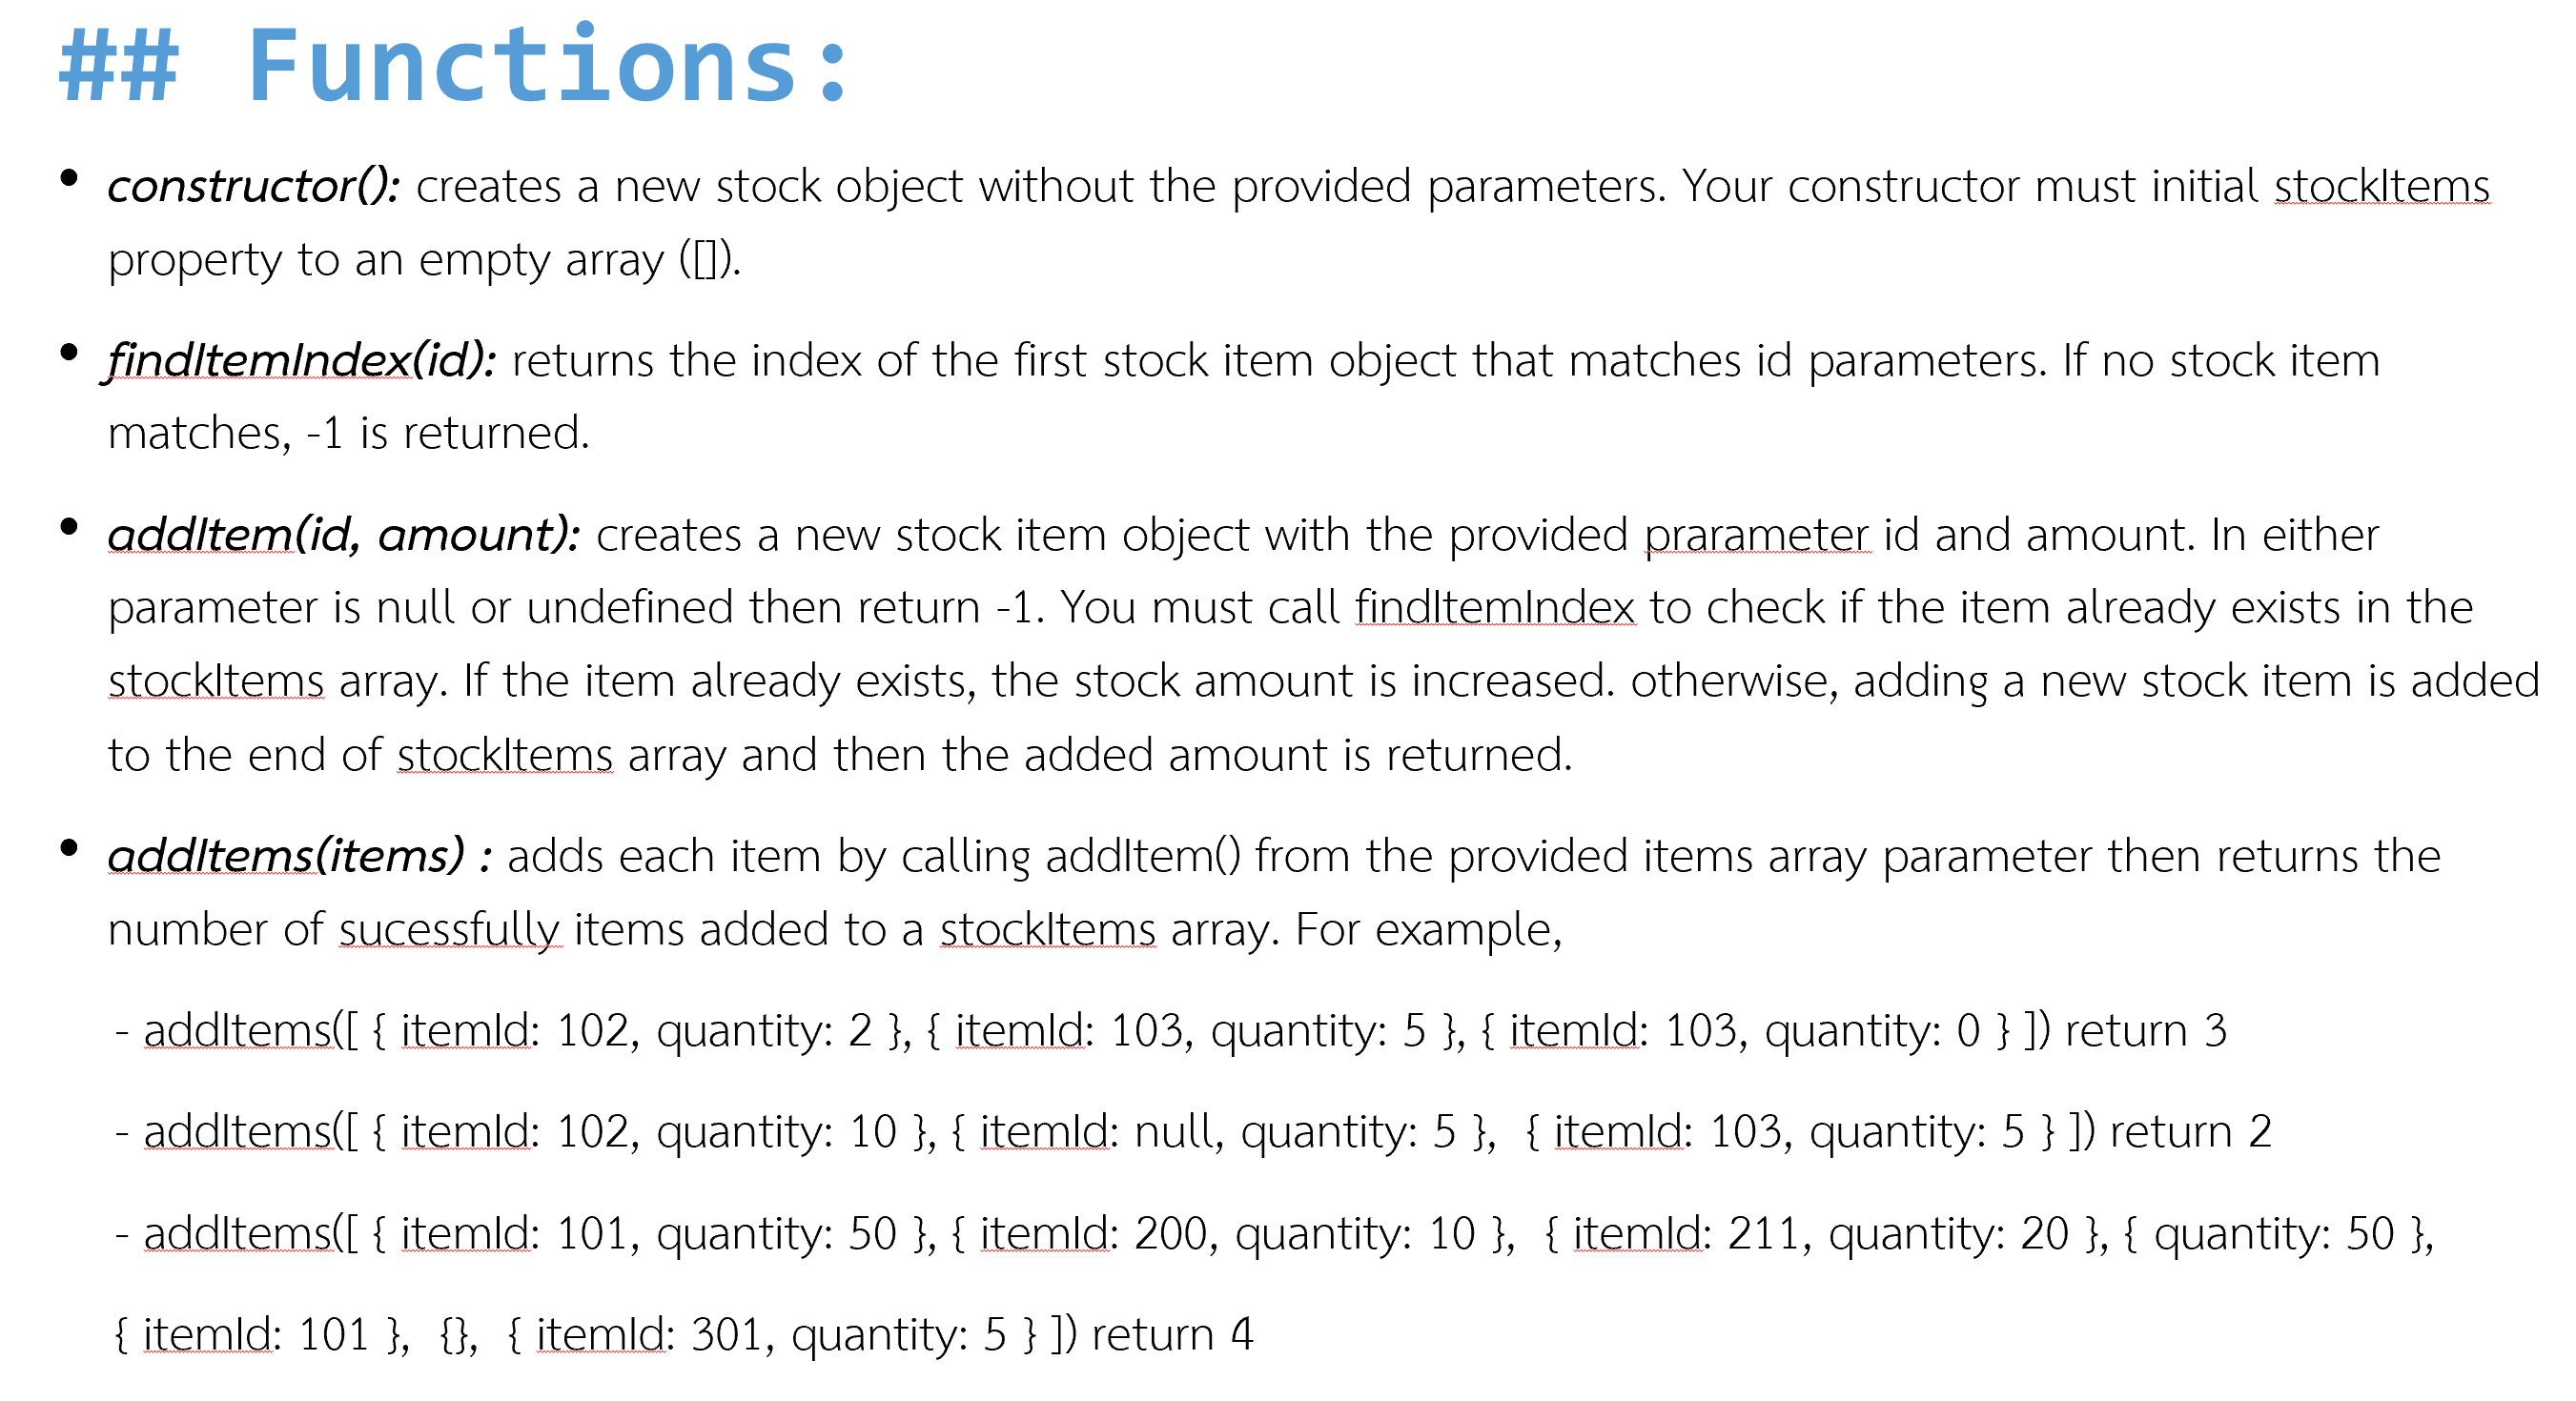 ## Functions:
• constructor(): creates a new stock object without the provided parameters. Your constructor must initial stockItems
property to an empty array ([]).
• findItemIndex(id): returns the index of the first stock item object that matches id parameters. If no stock item
matches, -1 is returned.
• addItem(id, amount): creates a new stock item object with the provided prarameter id and amount. In either
parameter is null or undefined then return -1. You must call findItemIndex to check if the item already exists in the
stockItems array. If the item already exists, the stock amount is increased. otherwise, adding a new stock item is added
to the end of stockItems array and then the added amount is returned.
• addItems(items) : adds each item by calling addItem() from the provided items array parameter then returns the
number of sucessfully items added to a stockItems array. For example,
- addItems([ { itemId: 102, quantity: 2 }, { itemId: 103, quantity: 5 }, { itemId: 103, quantity: 0 } ]) return 3
- addItems([ { itemId: 102, quantity: 10 }, { itemId: null, quantity: 5 },  { itemId: 103, quantity: 5 } ]) return 2
- addItems([ { itemId: 101, quantity: 50 }, { itemId: 200, quantity: 10 },  { itemId: 211, quantity: 20 }, { quantity: 50 },
{ itemId: 101 },  {},  { itemId: 301, quantity: 5 } ]) return 4